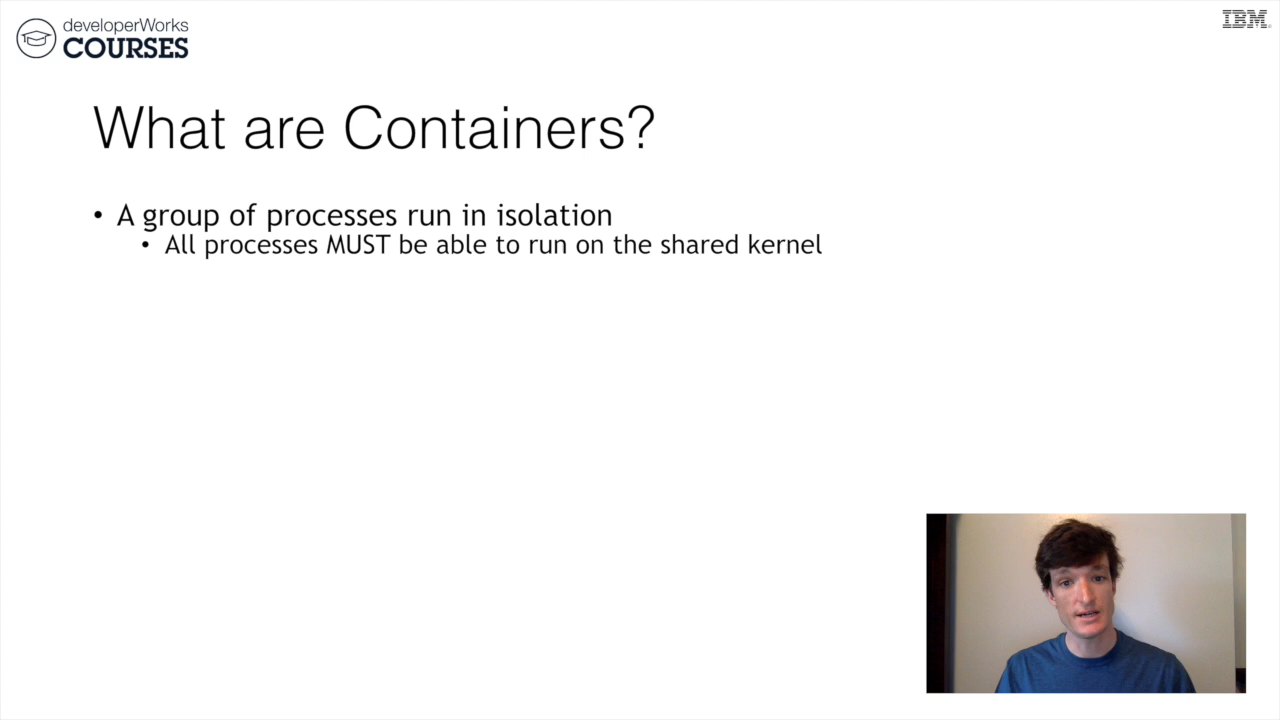 developerWorks
COURSES
IBM
What are Containers?
• A group of processes run in isolation
• All processes MUST be able to run on the shared kernel